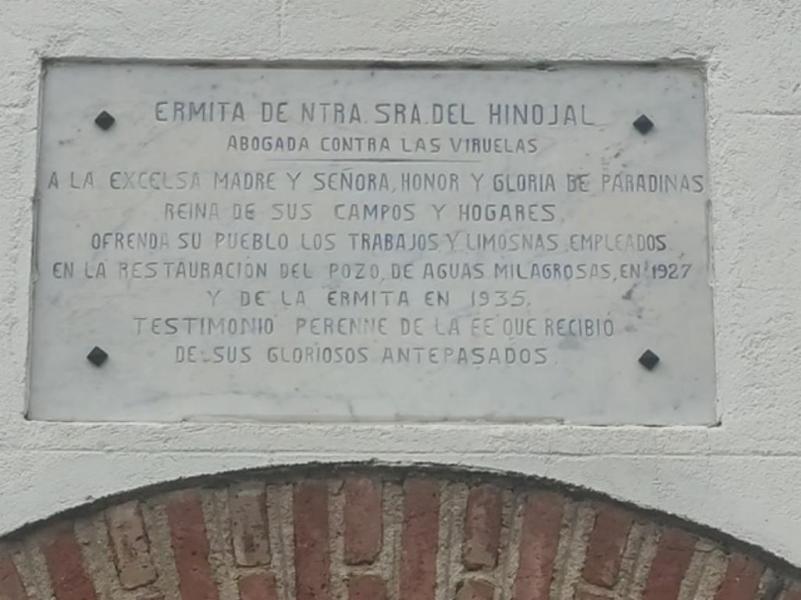 ERMITA DE NTRA. SRA. DEL HINOJAL
ABOGADA CONTRA LAS VIRUELAS
A LA EXCELSA MADRE Y SEÑORA, HONOR Y GLORIA DE PARADINAS
REINA DE SUS CAMPOS Y HOGARES,
OFRENDA SU PUEBLO LOS TRABAJOS Y LIMOSNAS, EMPLEADOS
EN LA RESTAURACIÓN DEL POZO, DE AGUAS MILAGROSAS, EN 1927
Y DE LA ERMITA EN 1935.
TESTIMONIO PERENNE DE LA FE QUE RECIBIÓ
DE SUS GLORIOSOS ANTEPASADOS.